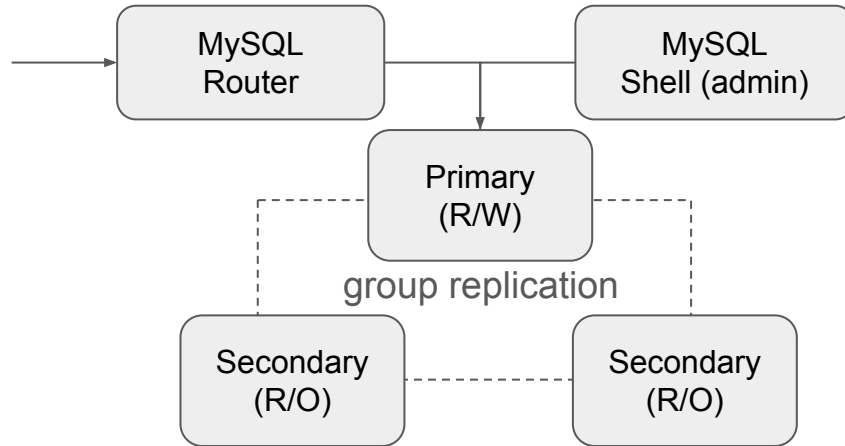 MySQL
Router
MySQL
Shell (admin)
Primary
(R/W)
group replication
Secondary
(R/O)
Secondary
(R/O)